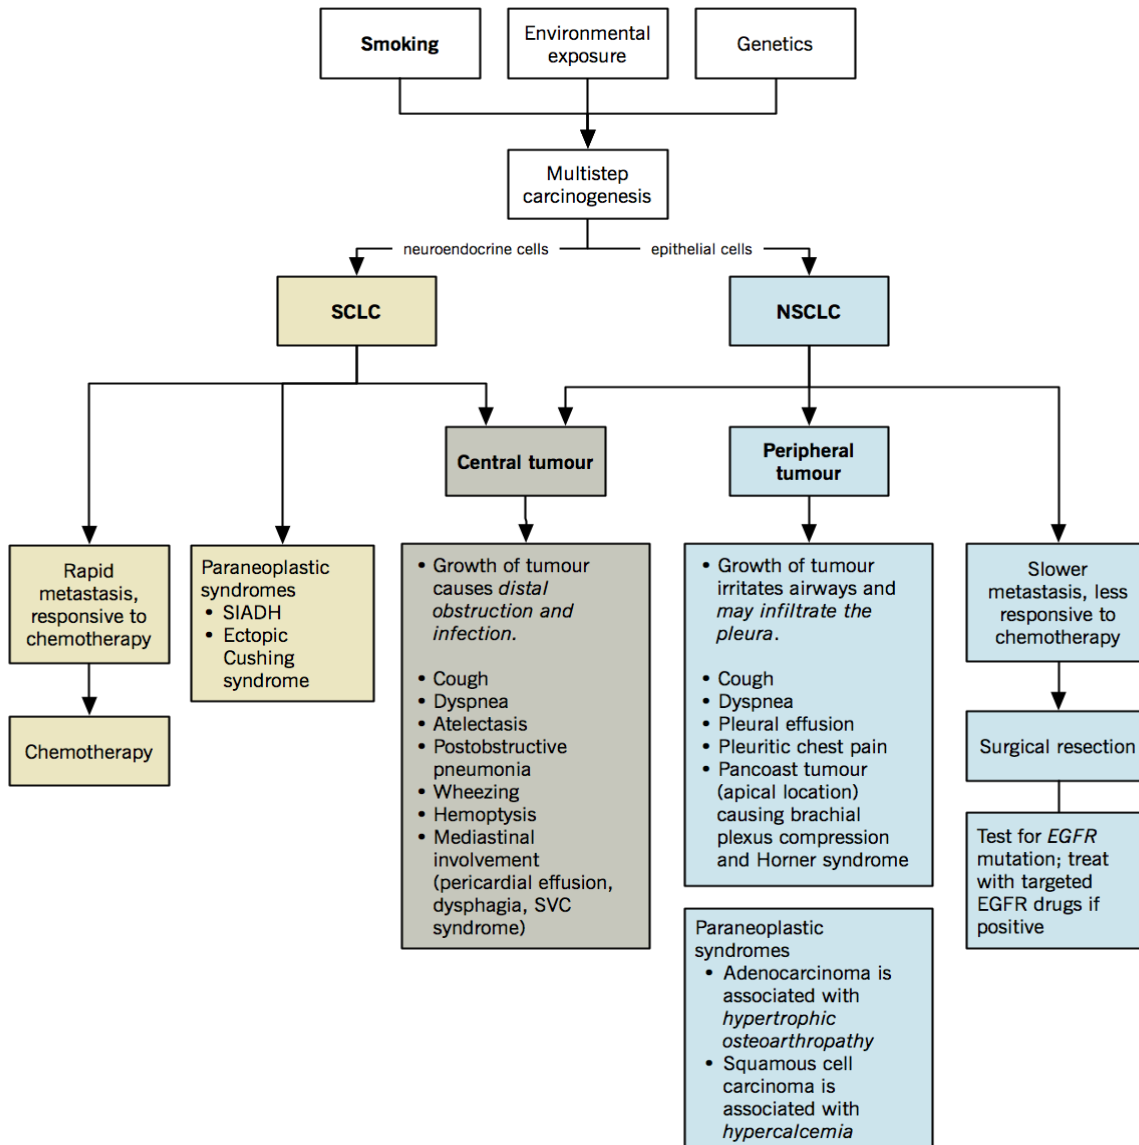 Smoking
Environmental
exposure
Genetics
Multistep
carcinogenesis
neuroendocrine cells
epithelial cells
SCLC
NSCLC
Central tumour
Peripheral
tumour
Rapid
metastasis,
responsive to
chemotherapy
Chemotherapy
Paraneoplastic
syndromes
• SIADH
• Ectopic
Cushing
syndrome
• Growth of tumour
causes distal
obstruction and
infection.
• Cough
• Dyspnea
• Atelectasis
• Postobstructive
pneumonia
• Wheezing
• Hemoptysis
• Mediastinal
involvement
(pericardial effusion,
dysphagia, SVC
syndrome)
• Growth of tumour
irritates airways and
may infiltrate the
pleura.
• Cough
• Dyspnea
• Pleural effusion
• Pleuritic chest pain
• Pancoast tumour
(apical location)
causing brachial
plexus compression
and Horner syndrome
Paraneoplastic
syndromes
• Adenocarcinoma is
associated with
hypertrophic
osteoarthropathy
• Squamous cell
carcinoma is
associated with
hypercalcemia
Slower
metastasis, less
responsive to
chemotherapy
Surgical resection
Test for EGFR
mutation; treat
with targeted
EGFR drugs if
positive